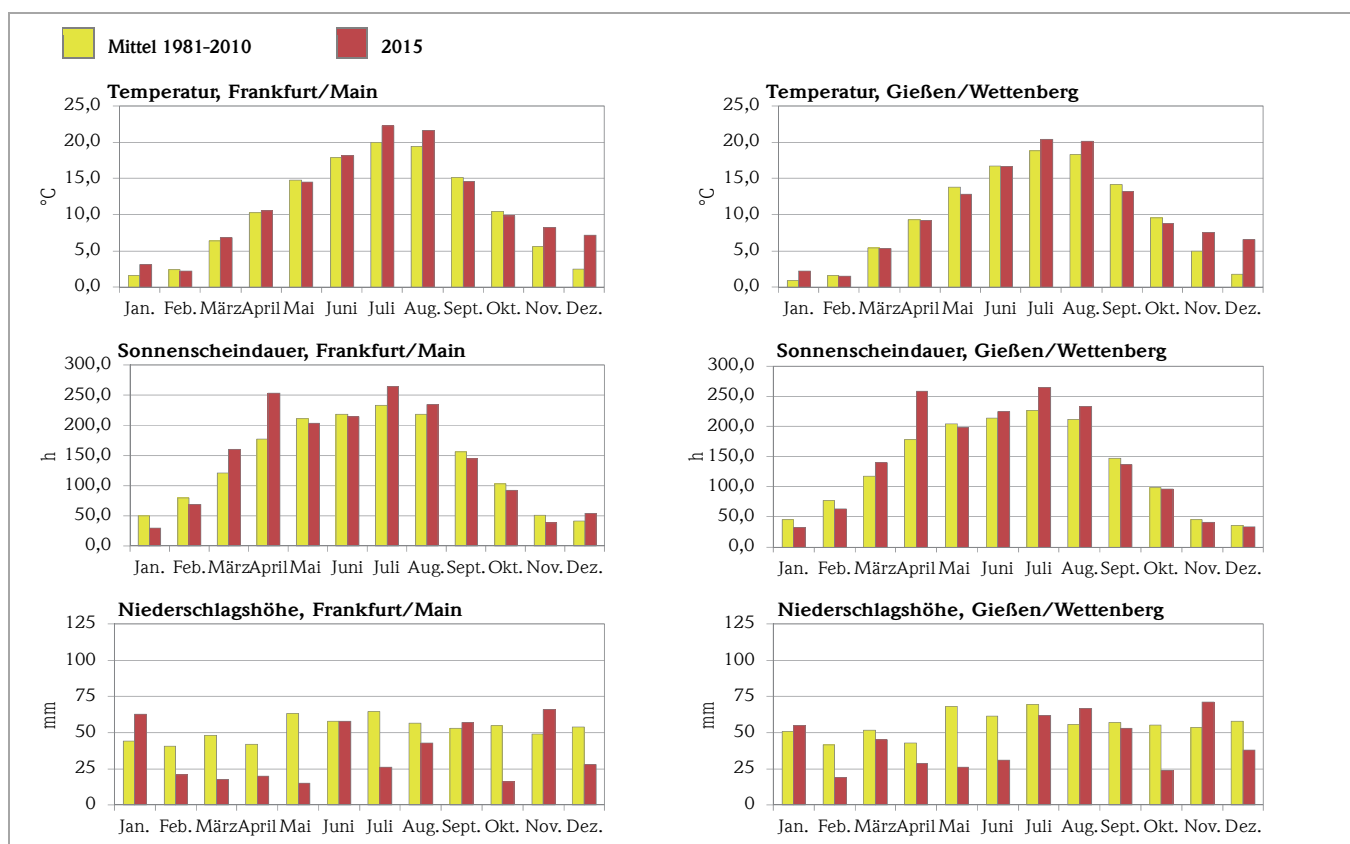 Mittel 1981-2010 2015
Temperatur, Frankfurt/Main
25,0
20,0
15,0
10,0
5,0
0,0
°C
Jan. Feb. März April Mai Juni Juli Aug. Sept. Okt. Nov. Dez.
Temperatur, Gießen/Wettenberg
25,0
20,0
15,0
10,0
5,0
0,0
°C
Jan. Feb. März April Mai Juni Juli Aug. Sept. Okt. Nov. Dez.
Sonnenscheindauer, Frankfurt/Main
300,0
250,0
200,0
150,0
100,0
50,0
0,0
h
Jan. Feb. März April Mai Juni Juli Aug. Sept. Okt. Nov. Dez.
Sonnenscheindauer, Gießen/Wettenberg
300,0
250,0
200,0
150,0
100,0
50,0
0,0
h
Jan. Feb. März April Mai Juni Juli Aug. Sept. Okt. Nov. Dez.
Niederschlagshöhe, Frankfurt/Main
125
100
75
50
25
0
mm
Jan. Feb. März April Mai Juni Juli Aug. Sept. Okt. Nov. Dez.
Niederschlagshöhe, Gießen/Wettenberg
125
100
75
50
25
0
mm
Jan. Feb. März April Mai Juni Juli Aug. Sept. Okt. Nov. Dez.